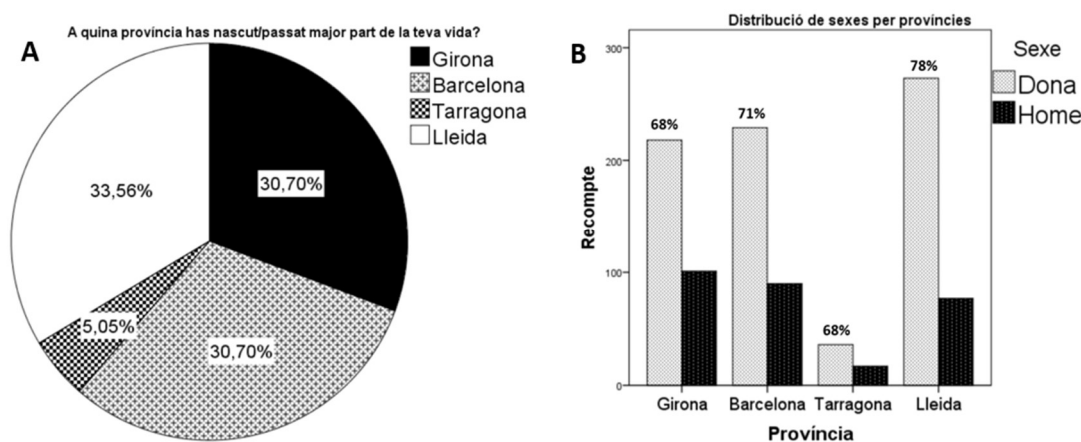 A
A quina província has nascut/passat major part de la teva vida?
Girona
Barcelona
Tarragona
Lleida
33,56%
30,70%
5,05%
30,70%
B
Distribució de sexes per províncies
Sexe
Dona
Home
Recompte
300
200
100
0
68%
71%
68%
78%
Girona
Barcelona
Tarragona
Lleida
Província